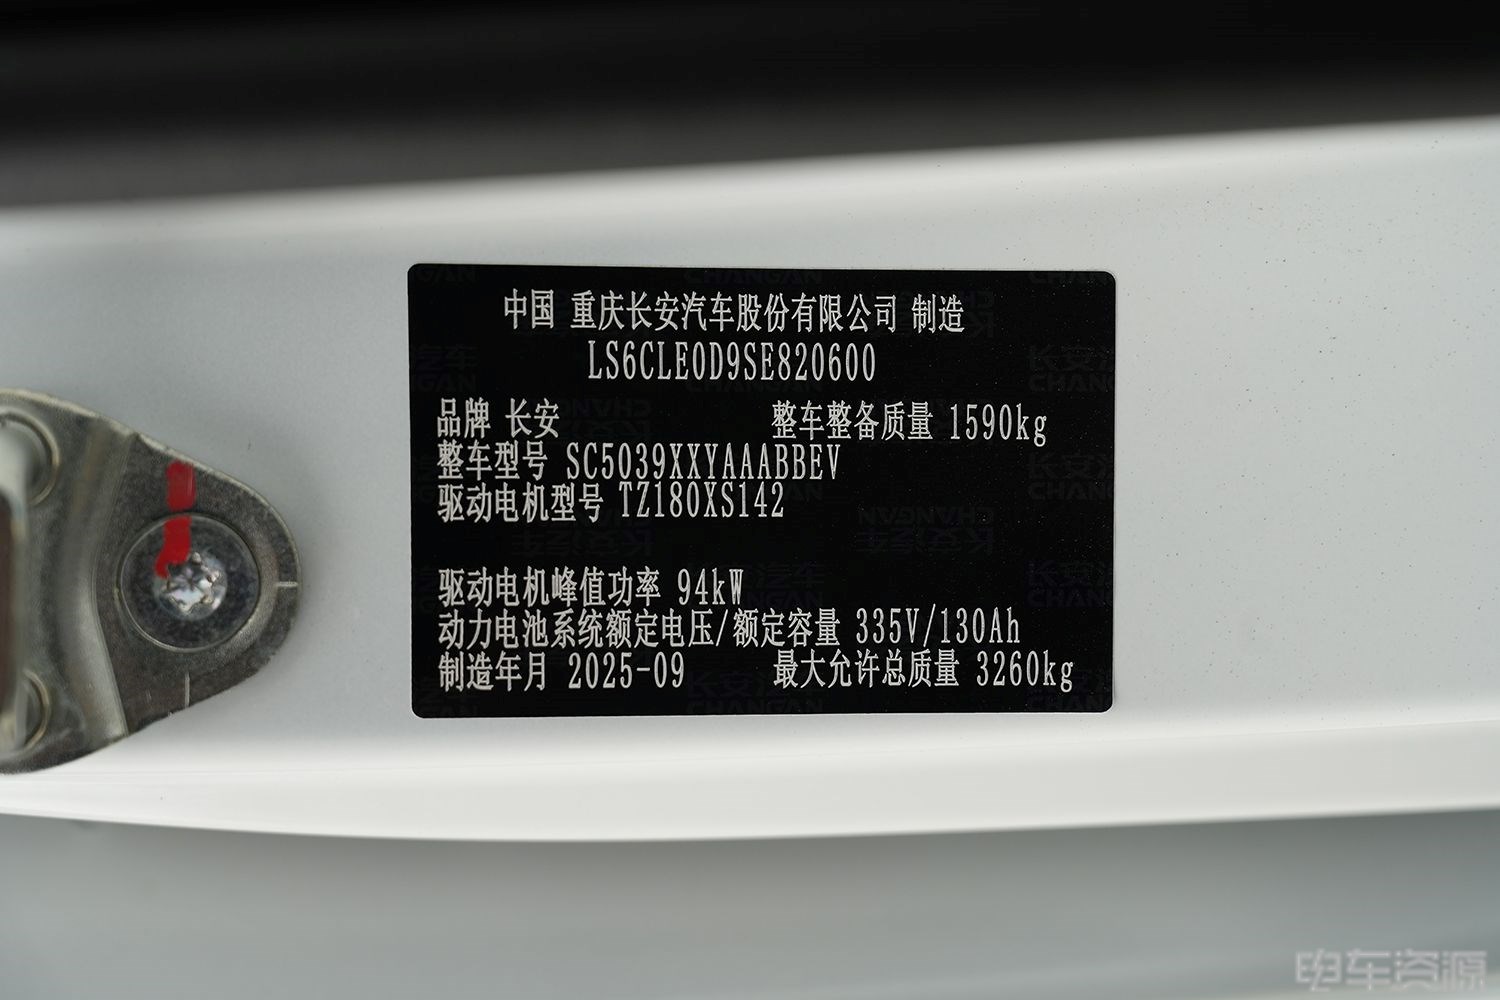 中国 重庆长安汽车股份有限公司 制造
LS6CLE0D9SE820600
品牌 长安 整车整备质量 1590kg
整车型号 SC5039XXYAAABBEV
驱动电机型号 TZ180XS142
驱动电机峰值功率 94kW
动力电池系统额定电压/额定容量 335V/130Ah
制造年月 2025-09 最大允许总质量 3260kg
电车资源